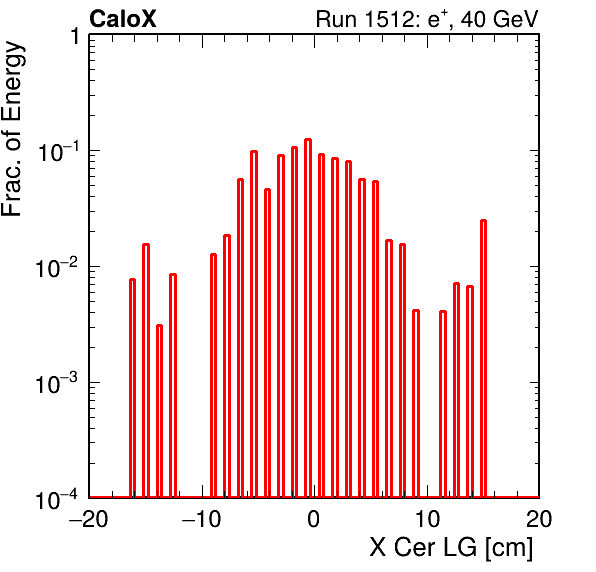 CaloX Run 1512: e⁺, 40 GeV
Frac. of Energy
1
10⁻¹
10⁻²
10⁻³
10⁻⁴
−20 −10 0 10 20
X Cer LG [cm]